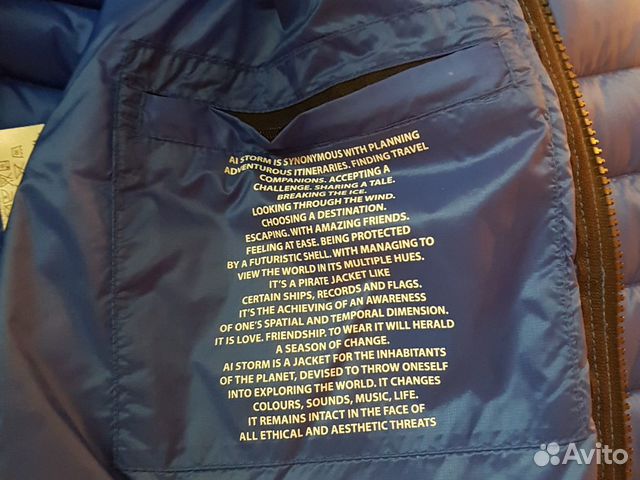 AI STORM IS SYNONYMOUS WITH PLANNING
ADVENTUROUS ITINERARIES. FINDING TRAVEL
COMPANIONS. ACCEPTING A
CHALLENGE. SHARING A TALE.
BREAKING THE ICE.
LOOKING THROUGH THE WIND.
CHOOSING A DESTINATION.
ESCAPING. WITH AMAZING FRIENDS.
FEELING AT EASE. BEING PROTECTED
BY A FUTURISTIC SHELL. WITH MANAGING TO
VIEW THE WORLD IN ITS MULTIPLE HUES.
IT'S A PIRATE JACKET LIKE
CERTAIN SHIPS, RECORDS AND FLAGS.
IT'S THE ACHIEVING OF AN AWARENESS
OF ONE'S SPATIAL AND TEMPORAL DIMENSION.
IT IS LOVE. FRIENDSHIP. TO WEAR IT WILL HERALD
A SEASON OF CHANGE.
AI STORM IS A JACKET FOR THE INHABITANTS
OF THE PLANET, DEVISED TO THROW ONESELF
INTO EXPLORING THE WORLD. IT CHANGES
COLOURS, SOUNDS, MUSIC, LIFE.
IT REMAINS INTACT IN THE FACE OF
ALL ETHICAL AND AESTHETIC THREATS
Avito